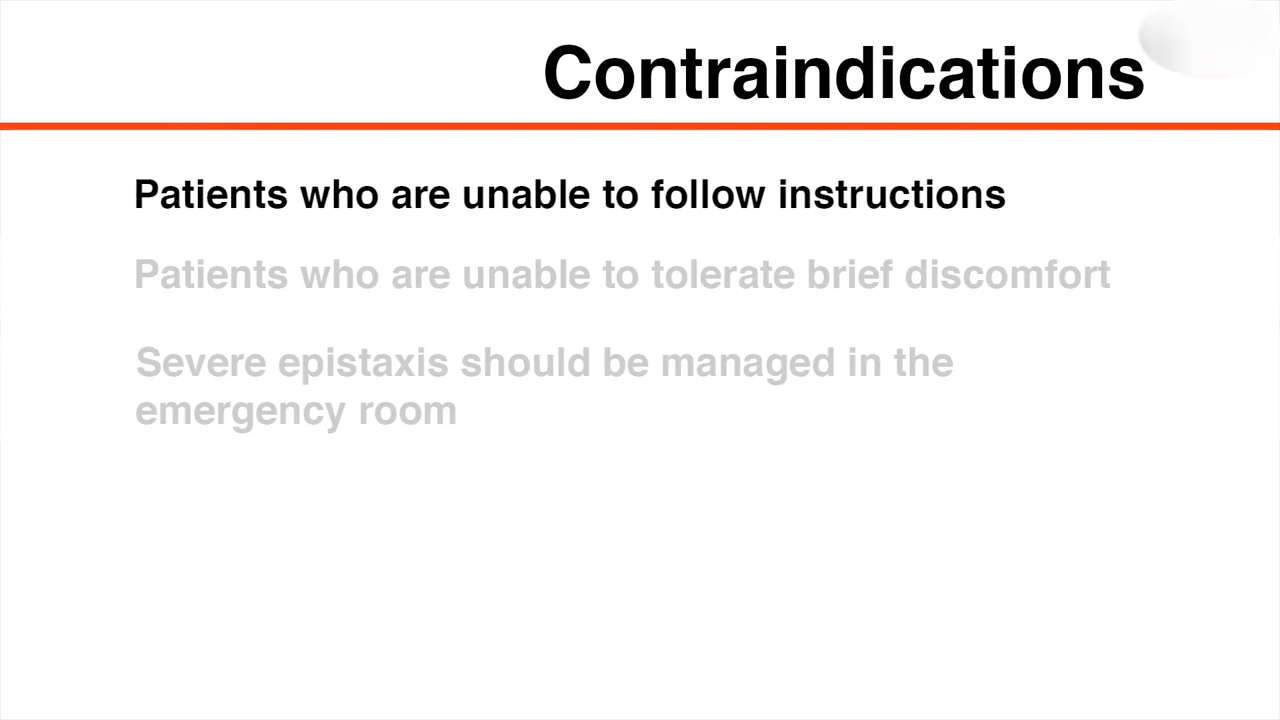 Contraindications
Patients who are unable to follow instructions
Patients who are unable to tolerate brief discomfort
Severe epistaxis should be managed in the
emergency room